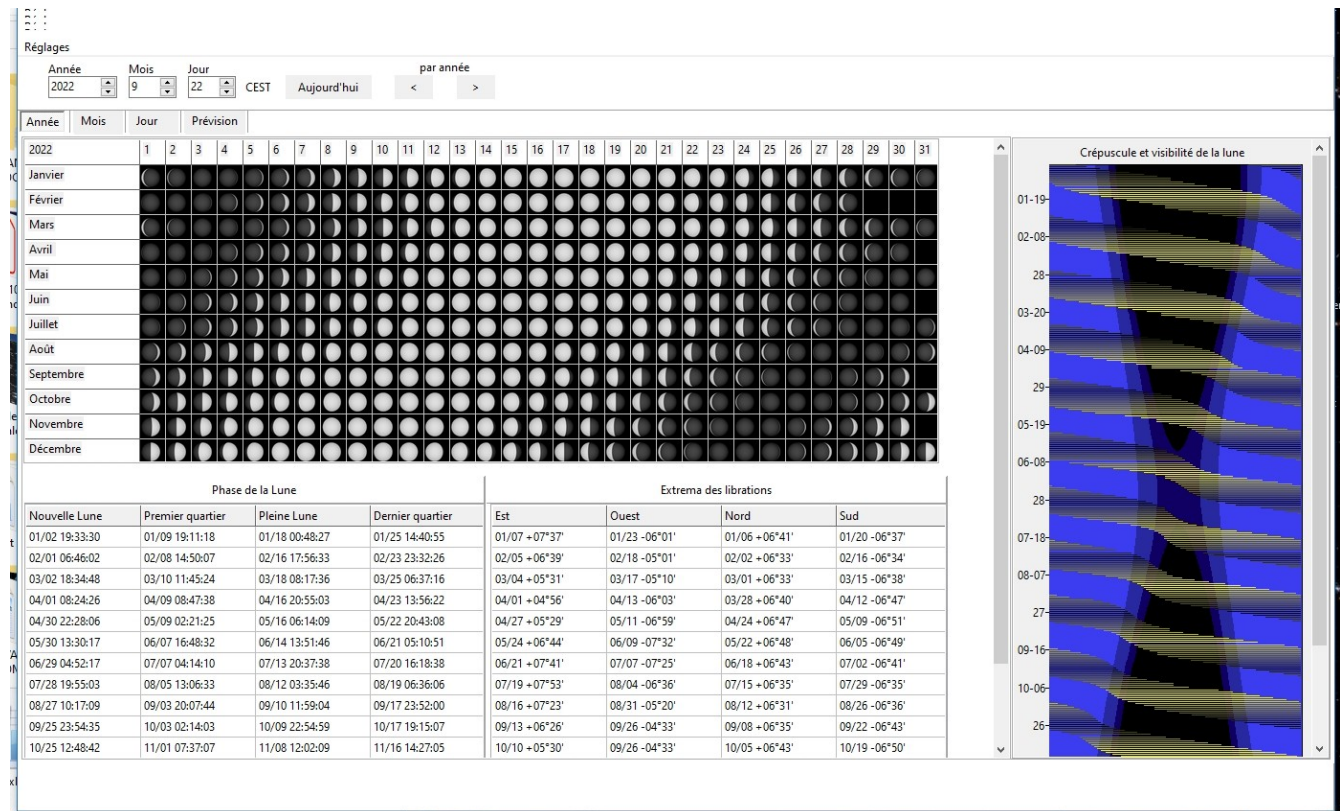 Réglages
Année Mois Jour par année
2022 9 22 CEST Aujourd'hui < >
Année Mois Jour Prévision
2022 1 2 3 4 5 6 7 8 9 10 11 12 13 14 15 16 17 18 19 20 21 22 23 24 25 26 27 28 29 30 31
Janvier
Février
Mars
Avril
Mai
Juin
Juillet
Août
Septembre
Octobre
Novembre
Décembre
Phase de la Lune Extrema des librations
Nouvelle Lune Premier quartier Pleine Lune Dernier quartier Est Ouest Nord Sud
01/02 19:33:30 01/09 19:11:18 01/18 00:48:27 01/25 14:40:55 01/07 +07°37' 01/23 -06°01' 01/06 +06°41' 01/20 -06°37'
02/01 06:46:02 02/08 14:50:07 02/16 17:56:33 02/23 23:32:26 02/05 +06°39' 02/18 -05°01' 02/02 +06°33' 02/16 -06°34'
03/02 18:34:48 03/10 11:45:24 03/18 08:17:36 03/25 06:37:16 03/04 +05°31' 03/17 -05°10' 03/01 +06°33' 03/15 -06°38'
04/01 08:24:26 04/09 08:47:38 04/16 20:55:03 04/23 13:56:22 04/01 +04°56' 04/13 -06°03' 03/28 +06°40' 04/12 -06°47'
04/30 22:28:06 05/09 02:21:25 05/16 06:14:09 05/22 20:43:08 04/27 +05°29' 05/11 -06°59' 04/24 +06°47' 05/09 -06°51'
05/30 13:30:17 06/07 16:48:32 06/14 13:51:46 06/21 05:10:51 05/24 +06°44' 06/09 -07°32' 05/22 +06°48' 06/05 -06°49'
06/29 04:52:17 07/07 04:14:10 07/13 20:37:38 07/20 16:18:38 06/21 +07°41' 07/07 -07°25' 06/18 +06°43' 07/02 -06°41'
07/28 19:55:03 08/05 13:06:33 08/12 03:35:46 08/19 06:36:06 07/19 +07°53' 08/04 -06°36' 07/15 +06°35' 07/29 -06°35'
08/27 10:17:09 09/03 20:07:44 09/10 11:59:04 09/17 23:52:00 08/16 +07°23' 08/31 -05°20' 08/12 +06°31' 08/26 -06°36'
09/25 23:54:35 10/03 02:14:03 10/09 22:54:59 10/17 19:15:07 09/13 +06°26' 09/26 -04°33' 09/08 +06°35' 09/22 -06°43'
10/25 12:48:42 11/01 07:37:07 11/08 12:02:09 11/16 14:27:05 10/10 +05°30' 09/26 -04°33' 10/05 +06°43' 10/19 -06°50'
Crépuscule et visibilité de la lune
01-19
02-08
28
03-20
04-09
29
05-19
06-08
28
07-18
08-07
27
09-16
10-06
26